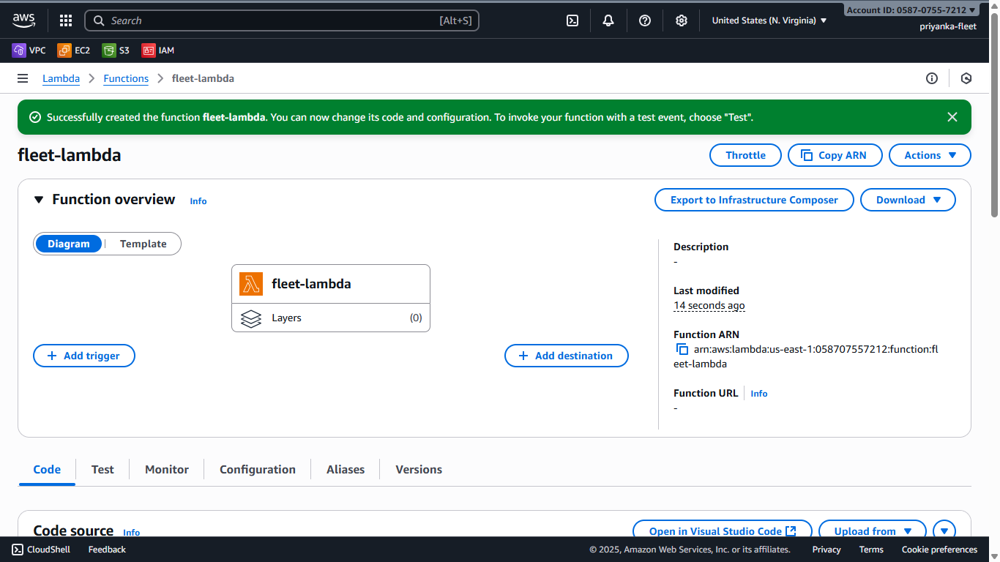 aws
Search [Alt+S]
United States (N. Virginia)
Account ID: 0587-0755-7212
priyanka-fleet
VPC EC2 S3 IAM
Lambda Functions fleet-lambda
Successfully created the function fleet-lambda. You can now change its code and configuration. To invoke your function with a test event, choose "Test".
fleet-lambda
Throttle Copy ARN Actions
Function overview Info
Export to Infrastructure Composer Download
Diagram Template
fleet-lambda
Layers (0)
Add trigger
Add destination
Description
-
Last modified
14 seconds ago
Function ARN
arn:aws:lambda:us-east-1:058707557212:function:fl
eet-lambda
Function URL Info
-
Code Test Monitor Configuration Aliases Versions
Code source Info
Open in Visual Studio Code Upload from
CloudShell Feedback © 2025, Amazon Web Services, Inc. or its affiliates. Privacy Terms Cookie preferences